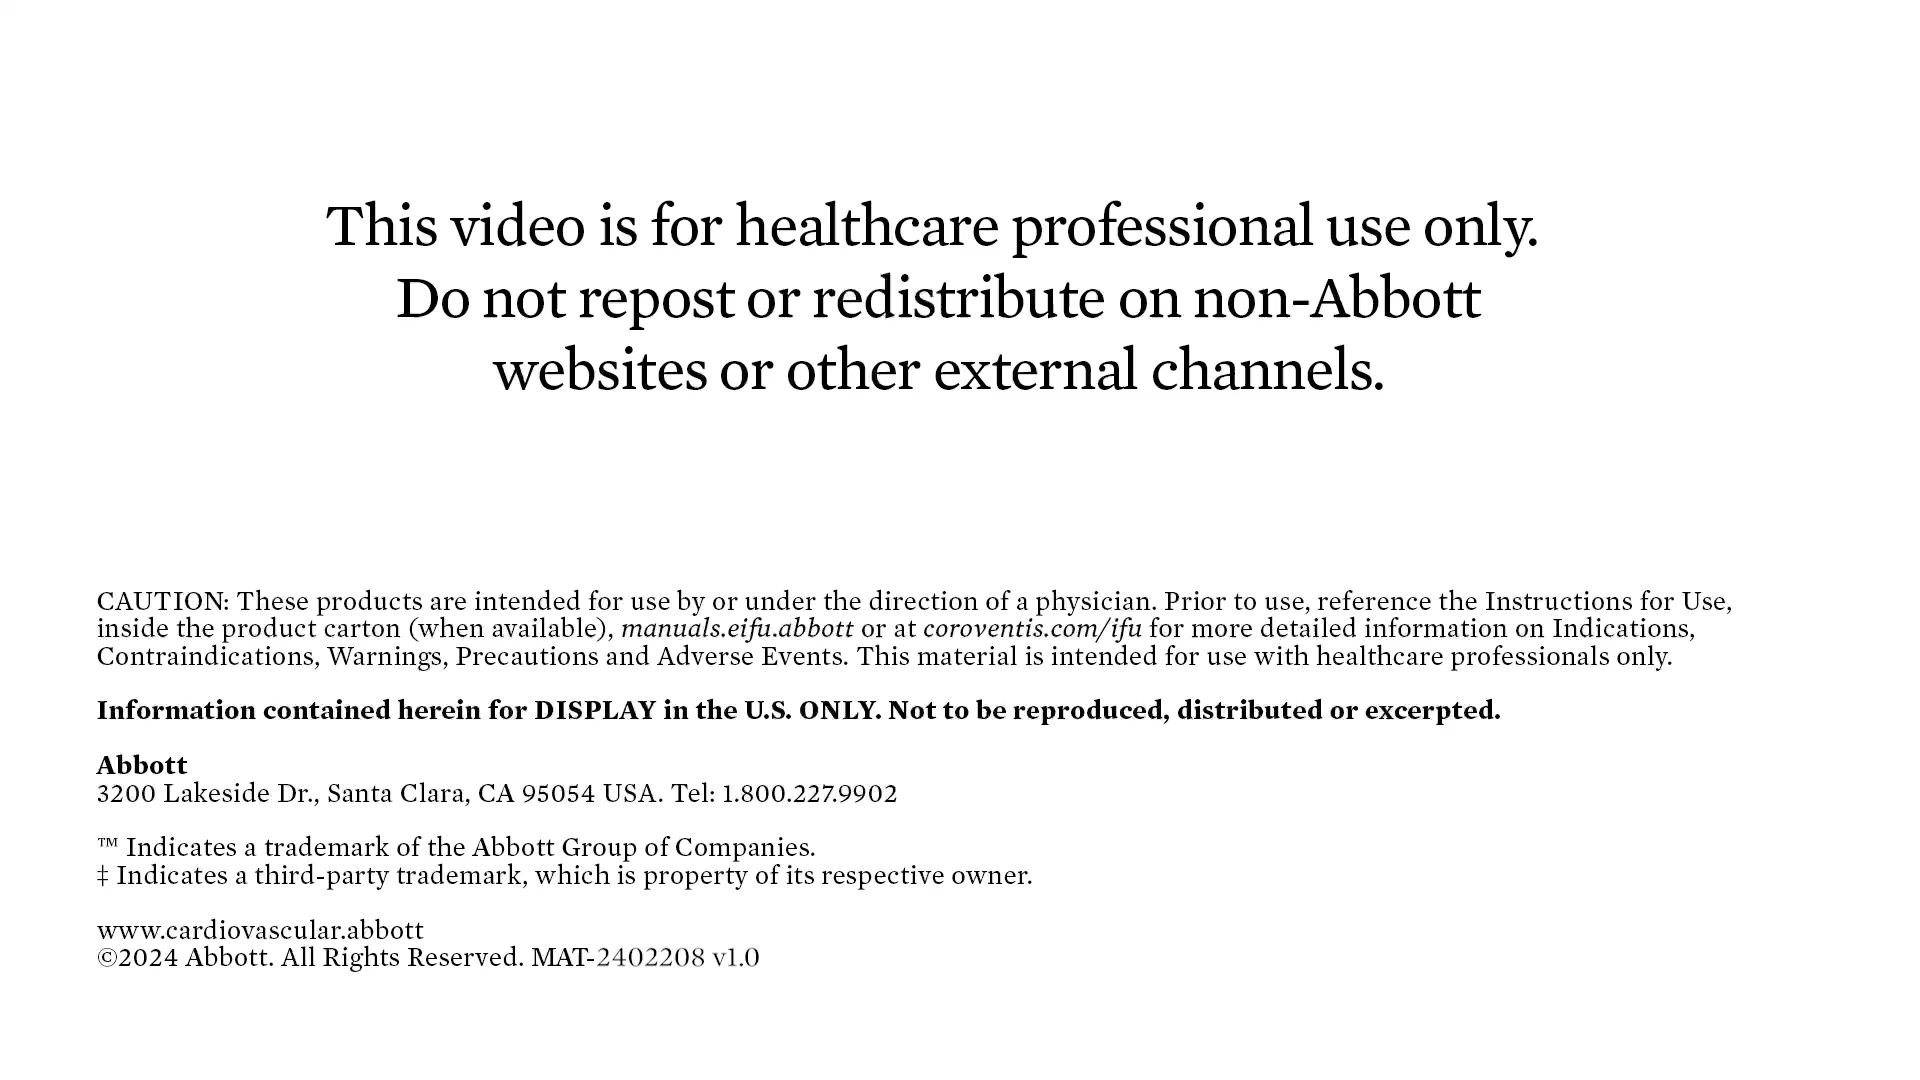 This video is for healthcare professional use only.
Do not repost or redistribute on non-Abbott
websites or other external channels.
CAUTION: These products are intended for use by or under the direction of a physician. Prior to use, reference the Instructions for Use,
inside the product carton (when available), manuals.eifu.abbott or at coroventis.com/ifu for more detailed information on Indications,
Contraindications, Warnings, Precautions and Adverse Events. This material is intended for use with healthcare professionals only.
Information contained herein for DISPLAY in the U.S. ONLY. Not to be reproduced, distributed or excerpted.
Abbott
3200 Lakeside Dr., Santa Clara, CA 95054 USA. Tel: 1.800.227.9902
™ Indicates a trademark of the Abbott Group of Companies.
‡ Indicates a third-party trademark, which is property of its respective owner.
www.cardiovascular.abbott
©2024 Abbott. All Rights Reserved. MAT-2402208 v1.0